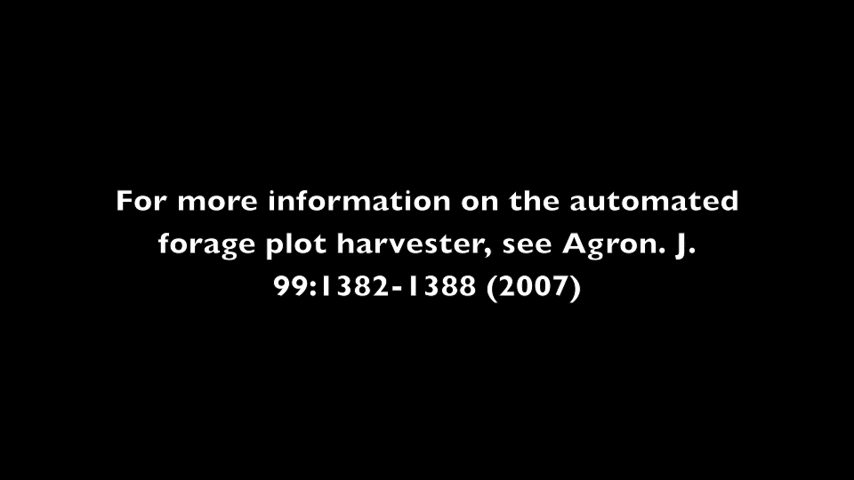 For more information on the automated
forage plot harvester, see Agron. J.
99:1382-1388 (2007)